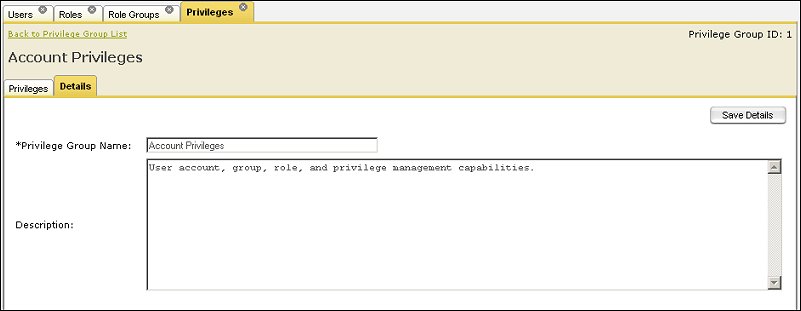 Users Roles Role Groups Privileges
Back to Privilege Group List Privilege Group ID: 1
Account Privileges
Privileges Details
Save Details
*Privilege Group Name: Account Privileges
User account, group, role, and privilege management capabilities.
Description: